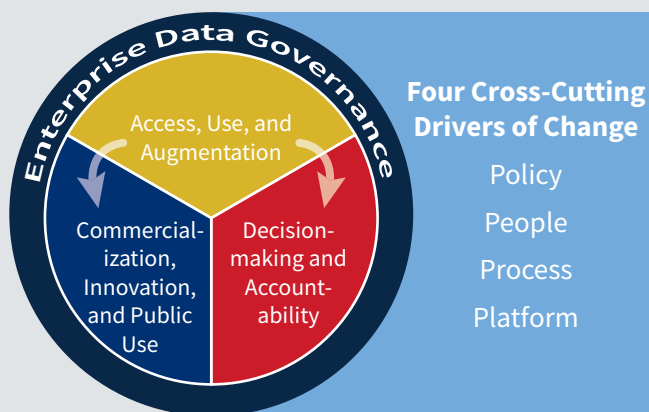 Enterprise Data Governance
Access, Use, and
Augmentation
Commercial-
ization,
Innovation,
and Public
Use
Decision-
making and
Account-
ability
Four Cross-Cutting
Drivers of Change
Policy
People
Process
Platform